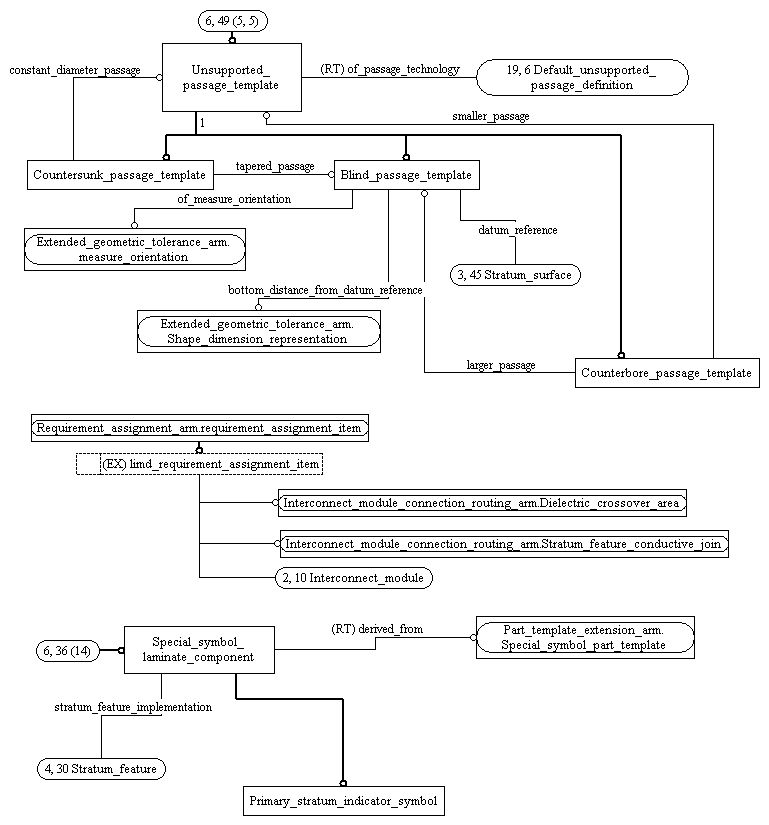 6, 49 (5, 5)
constant_diameter_passage
Unsupported_
passage_template
(RT) of_passage_technology
19, 6 Default_unsupported_
passage_definition
1
smaller_passage
Countersunk_passage_template
tapered_passage
Blind_passage_template
of_measure_orientation
Extended_geometric_tolerance_arm.
measure_orientation
datum_reference
3, 45 Stratum_surface
bottom_distance_from_datum_reference
Extended_geometric_tolerance_arm.
Shape_dimension_representation
larger_passage
Counterbore_passage_template
Requirement_assignment_arm.requirement_assignment_item
(EX) limd_requirement_assignment_item
Interconnect_module_connection_routing_arm.Dielectric_crossover_area
Interconnect_module_connection_routing_arm.Stratum_feature_conductive_join
2, 10 Interconnect_module
6, 36 (14)
Special_symbol_
laminate_component
(RT) derived_from
Part_template_extension_arm.
Special_symbol_part_template
stratum_feature_implementation
4, 30 Stratum_feature
Primary_stratum_indicator_symbol